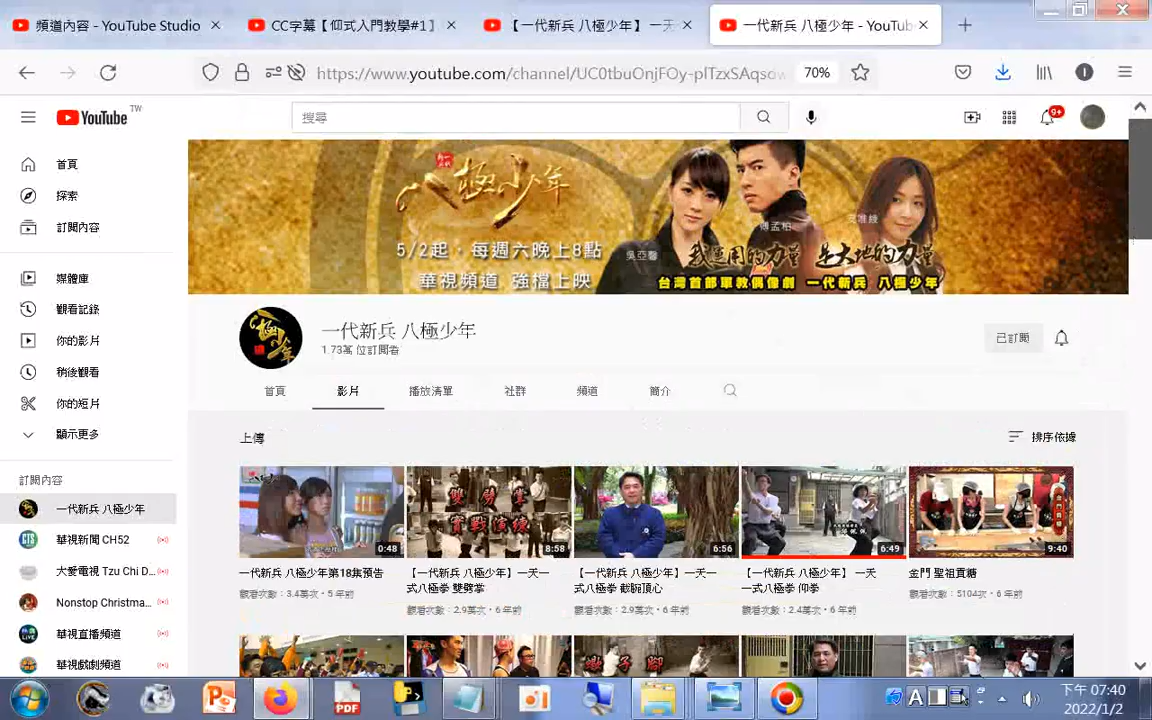 頻道內容 - YouTube Studio
CC字幕【仰式入門教學#1】
【一代新兵 八極少年】 一天
一代新兵 八極少年 - YouTub
https://www.youtube.com/channel/UC0tbuOnjFOy-plTzxSAqsow
70%
YouTube TW
搜尋
9+
首頁
探索
訂閱內容
媒體庫
觀看記錄
你的影片
稍後觀看
你的短片
顯示更多
訂閱內容
一代新兵 八極少年
華視新聞 CH52
大愛電視 Tzu Chi D...
Nonstop Christma...
華視直播頻道
華視戲劇頻道
八極少年
5/2起·每週六晚上8點
華視頻道 強檔上映
吳亞馨
傅孟柏
我運用的力量 是大地的力量
台灣首部軍教偶像劇 一代新兵 八極少年
一代新兵 八極少年
1.73萬 位訂閱者
已訂閱
首頁
影片
播放清單
社群
頻道
簡介
上傳
排序依據
0:48
雙劈掌
實戰演練
8:58
6:56
6:49
9:40
一代新兵 八極少年第18集預告
觀看次數：3.4萬次 · 5 年前
【一代新兵 八極少年】一天一式八極拳 雙劈掌
觀看次數：2.9萬次 · 6 年前
【一代新兵 八極少年】一天一式八極拳 截腕頂心
觀看次數：2.9萬次 · 6 年前
【一代新兵 八極少年】 一天一式八極拳 仰拳
觀看次數：2.4萬次 · 6 年前
金門 聖祖貢糖
觀看次數：5104次 · 6 年前
下午 07:40
2022/1/2